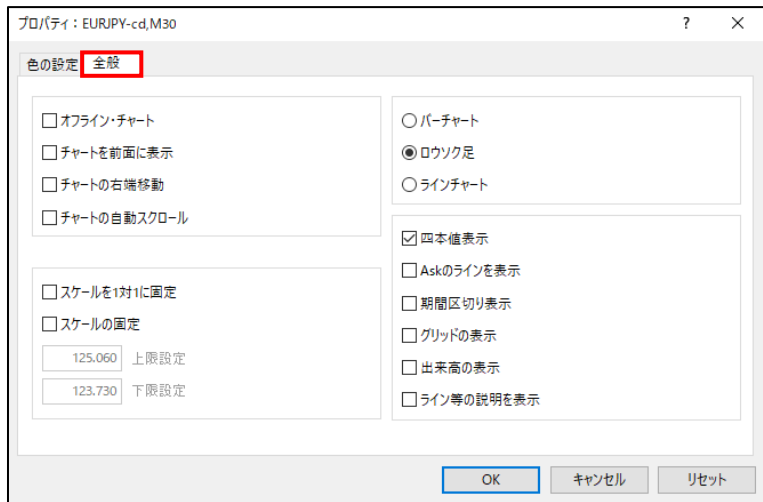 プロパティ：EURJPY-cd,M30
?
色の設定
全般
オフライン・チャート
チャートを前面に表示
チャートの右端移動
チャートの自動スクロール
スケールを1対1に固定
スケールの固定
125.060 上限設定
123.730 下限設定
バーチャート
ロウソク足
ラインチャート
四本値表示
Askのラインを表示
期間区切り表示
グリッドの表示
出来高の表示
ライン等の説明を表示
OK
キャンセル
リセット